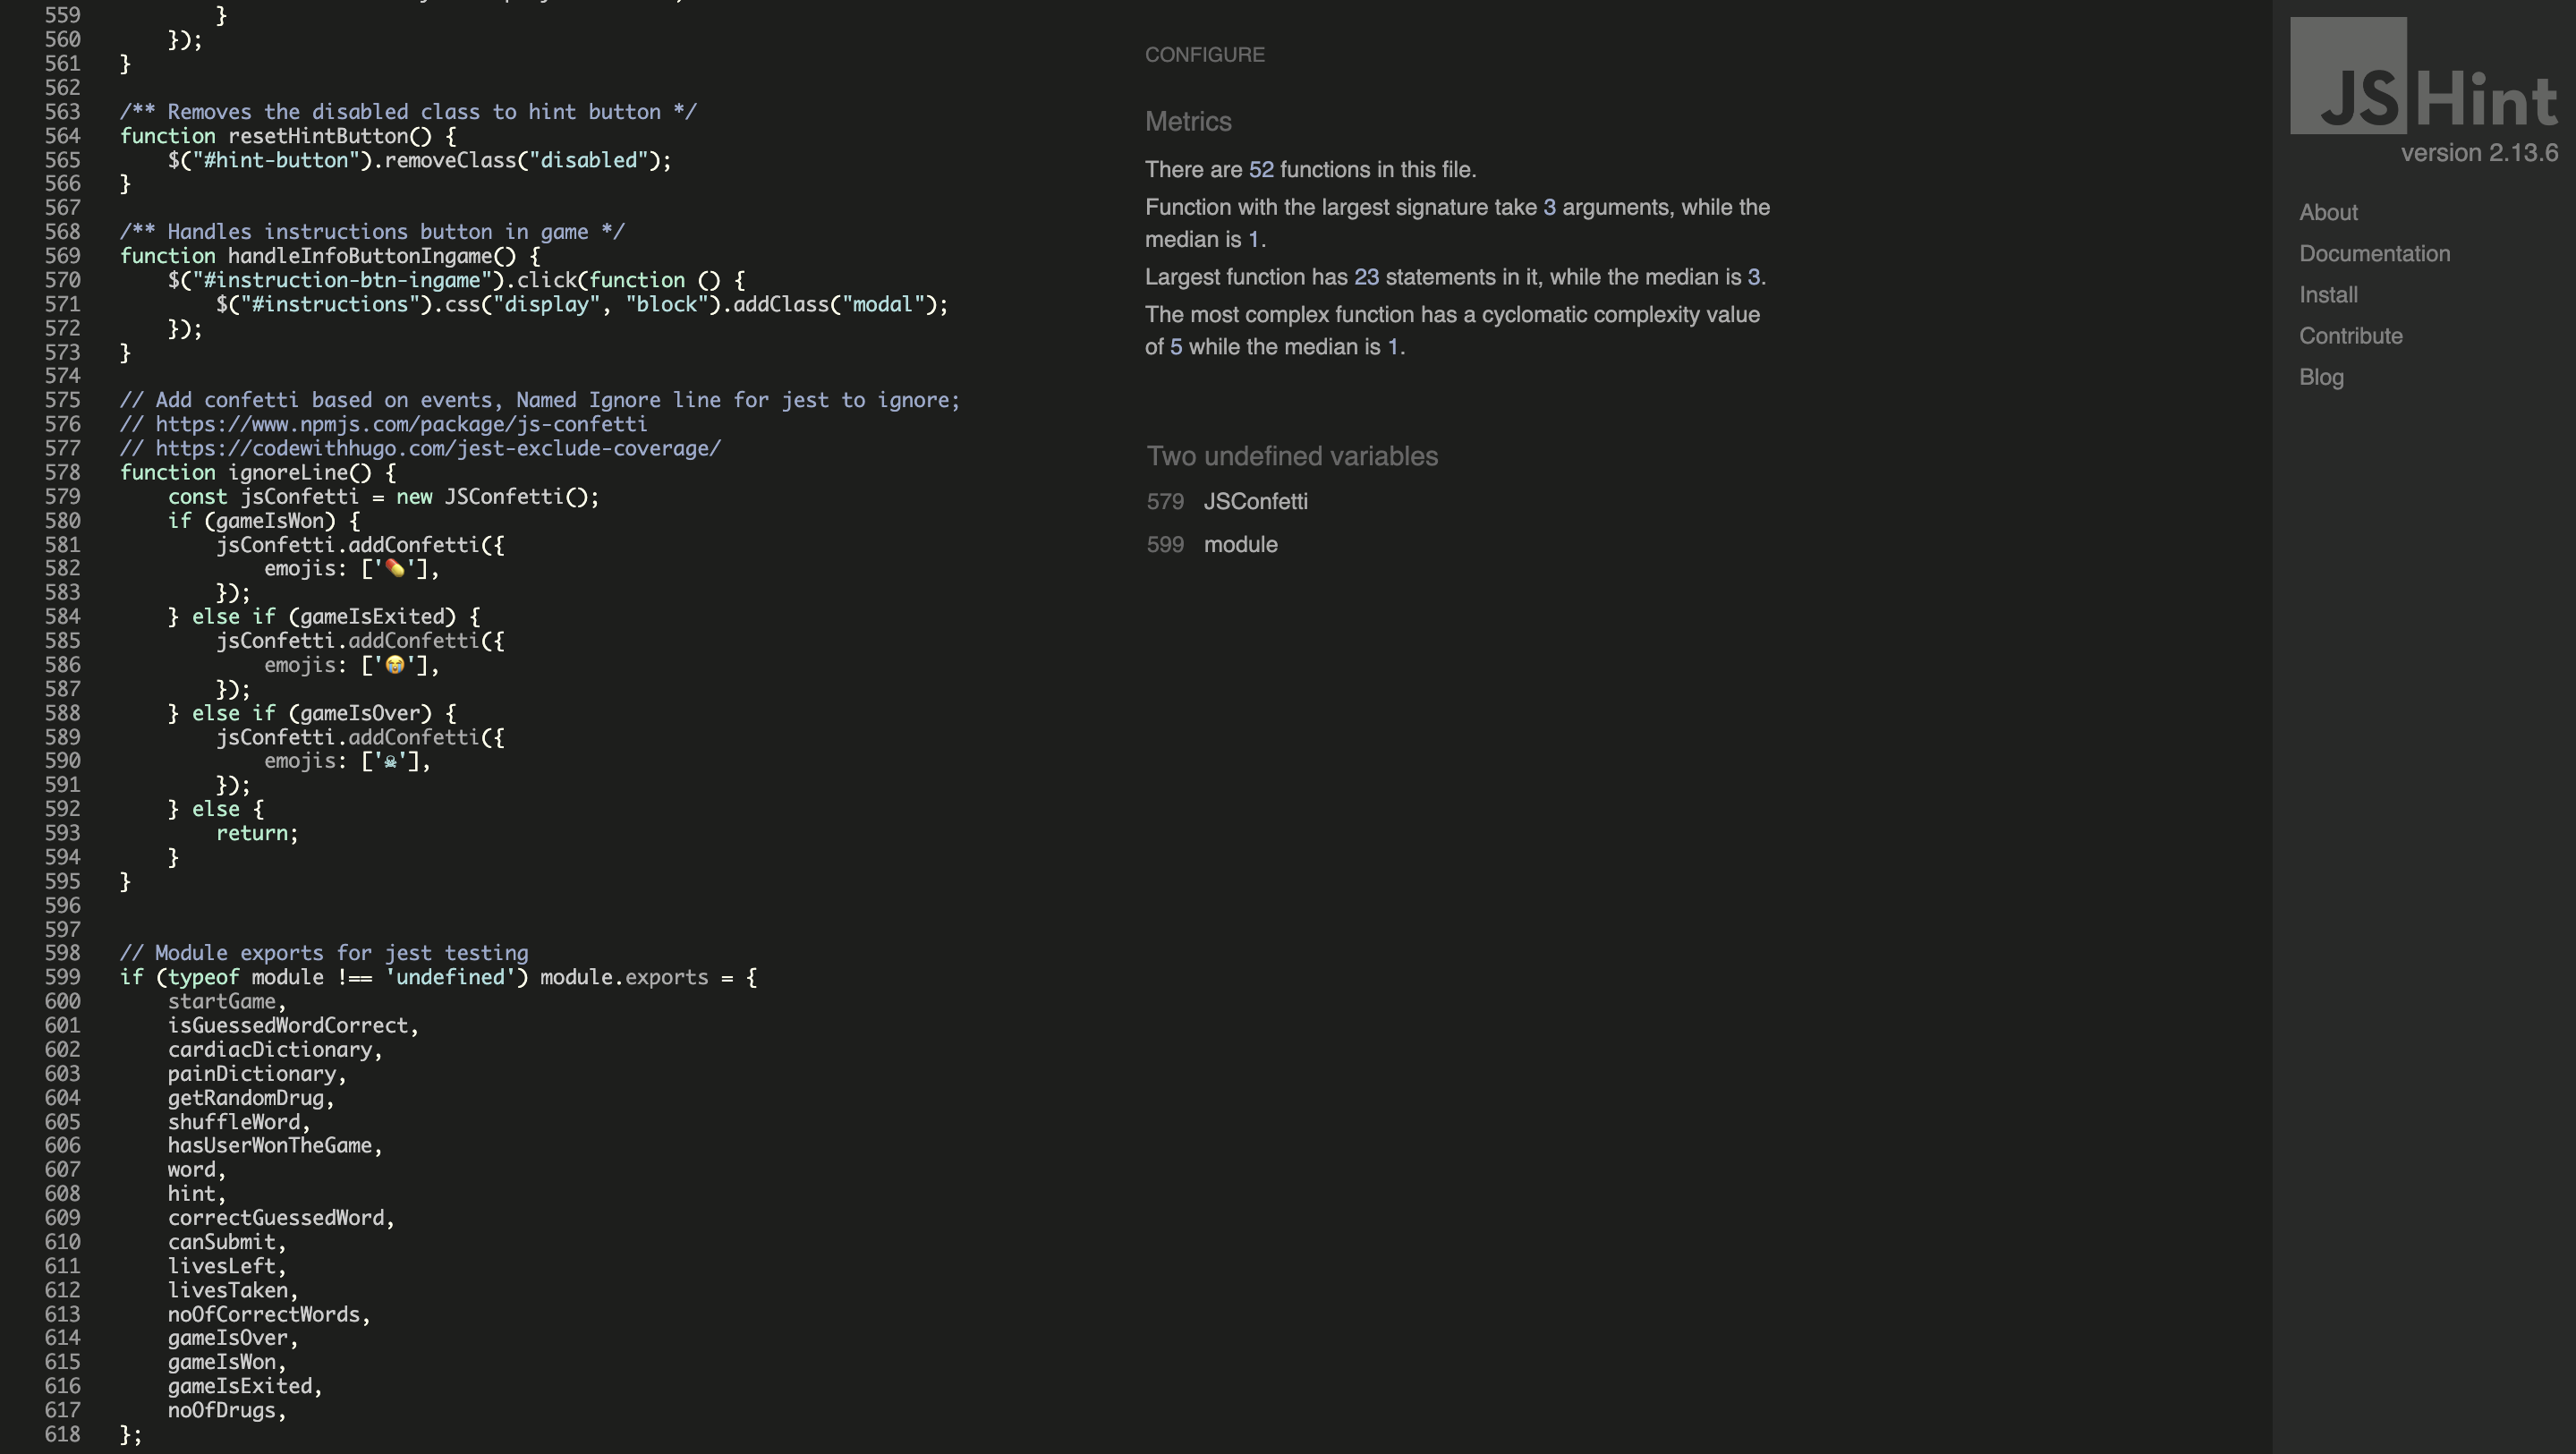 559 }
560 });
561 }
562
563 /** Removes the disabled class to hint button */
564 function resetHintButton() {
565 $("#hint-button").removeClass("disabled");
566 }
567
568 /** Handles instructions button in game */
569 function handleInfoButtonIngame() {
570 $("#instruction-btn-ingame").click(function () {
571 $("#instructions").css("display", "block").addClass("modal");
572 });
573 }
574
575 // Add confetti based on events, Named Ignore line for jest to ignore;
576 // https://www.npmjs.com/package/js-confetti
577 // https://codewithhugo.com/jest-exclude-coverage/
578 function ignoreLine() {
579 const jsConfetti = new JSConfetti();
580 if (gameIsWon) {
581 jsConfetti.addConfetti({
582 emojis: ['💊'],
583 });
584 } else if (gameIsExited) {
585 jsConfetti.addConfetti({
586 emojis: ['😭'],
587 });
588 } else if (gameIsOver) {
589 jsConfetti.addConfetti({
590 emojis: ['☠'],
591 });
592 } else {
593 return;
594 }
595 }
596
597
598 // Module exports for jest testing
599 if (typeof module !== 'undefined') module.exports = {
600 startGame,
601 isGuessedWordCorrect,
602 cardiacDictionary,
603 painDictionary,
604 getRandomDrug,
605 shuffleWord,
606 hasUserWonTheGame,
607 word,
608 hint,
609 correctGuessedWord,
610 canSubmit,
611 livesLeft,
612 livesTaken,
613 noOfCorrectWords,
614 gameIsOver,
615 gameIsWon,
616 gameIsExited,
617 noOfDrugs,
618 };
CONFIGURE
Metrics
There are 52 functions in this file.
Function with the largest signature take 3 arguments, while the
median is 1.
Largest function has 23 statements in it, while the median is 3.
The most complex function has a cyclomatic complexity value
of 5 while the median is 1.
Two undefined variables
579 JSConfetti
599 module
JSHint
version 2.13.6
About
Documentation
Install
Contribute
Blog